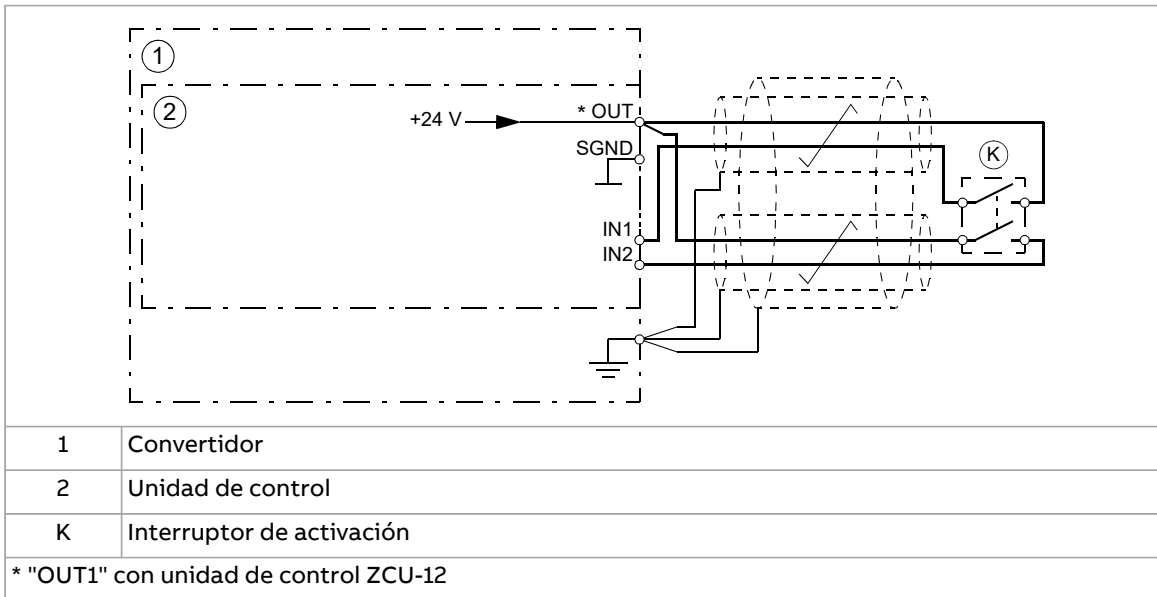 1
2
+24 V
* OUT
SGND
K
IN1
IN2
1 Convertidor
2 Unidad de control
K Interruptor de activación
* "OUT1" con unidad de control ZCU-12